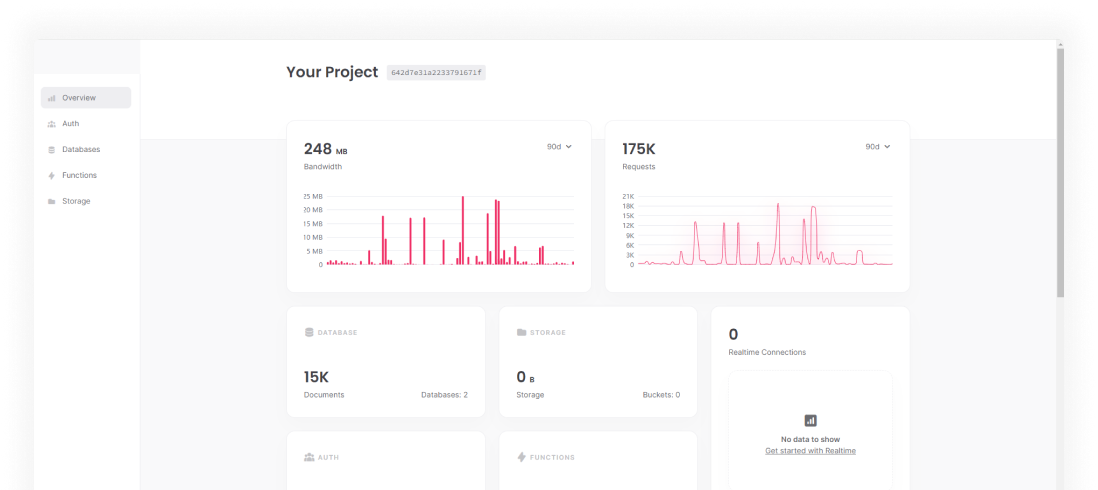 Your Project 642d7e31a2233791671f
Overview
Auth
Databases
Functions
Storage
248 MB
90d
Bandwidth
25 MB
20 MB
15 MB
10 MB
5 MB
0
175K
90d
Requests
21K
18K
15K
12K
9K
6K
3K
0
DATABASE
15K
Documents
Databases: 2
STORAGE
0 B
Storage
Buckets: 0
0
Realtime Connections
No data to show
Get started with Realtime
AUTH
FUNCTIONS